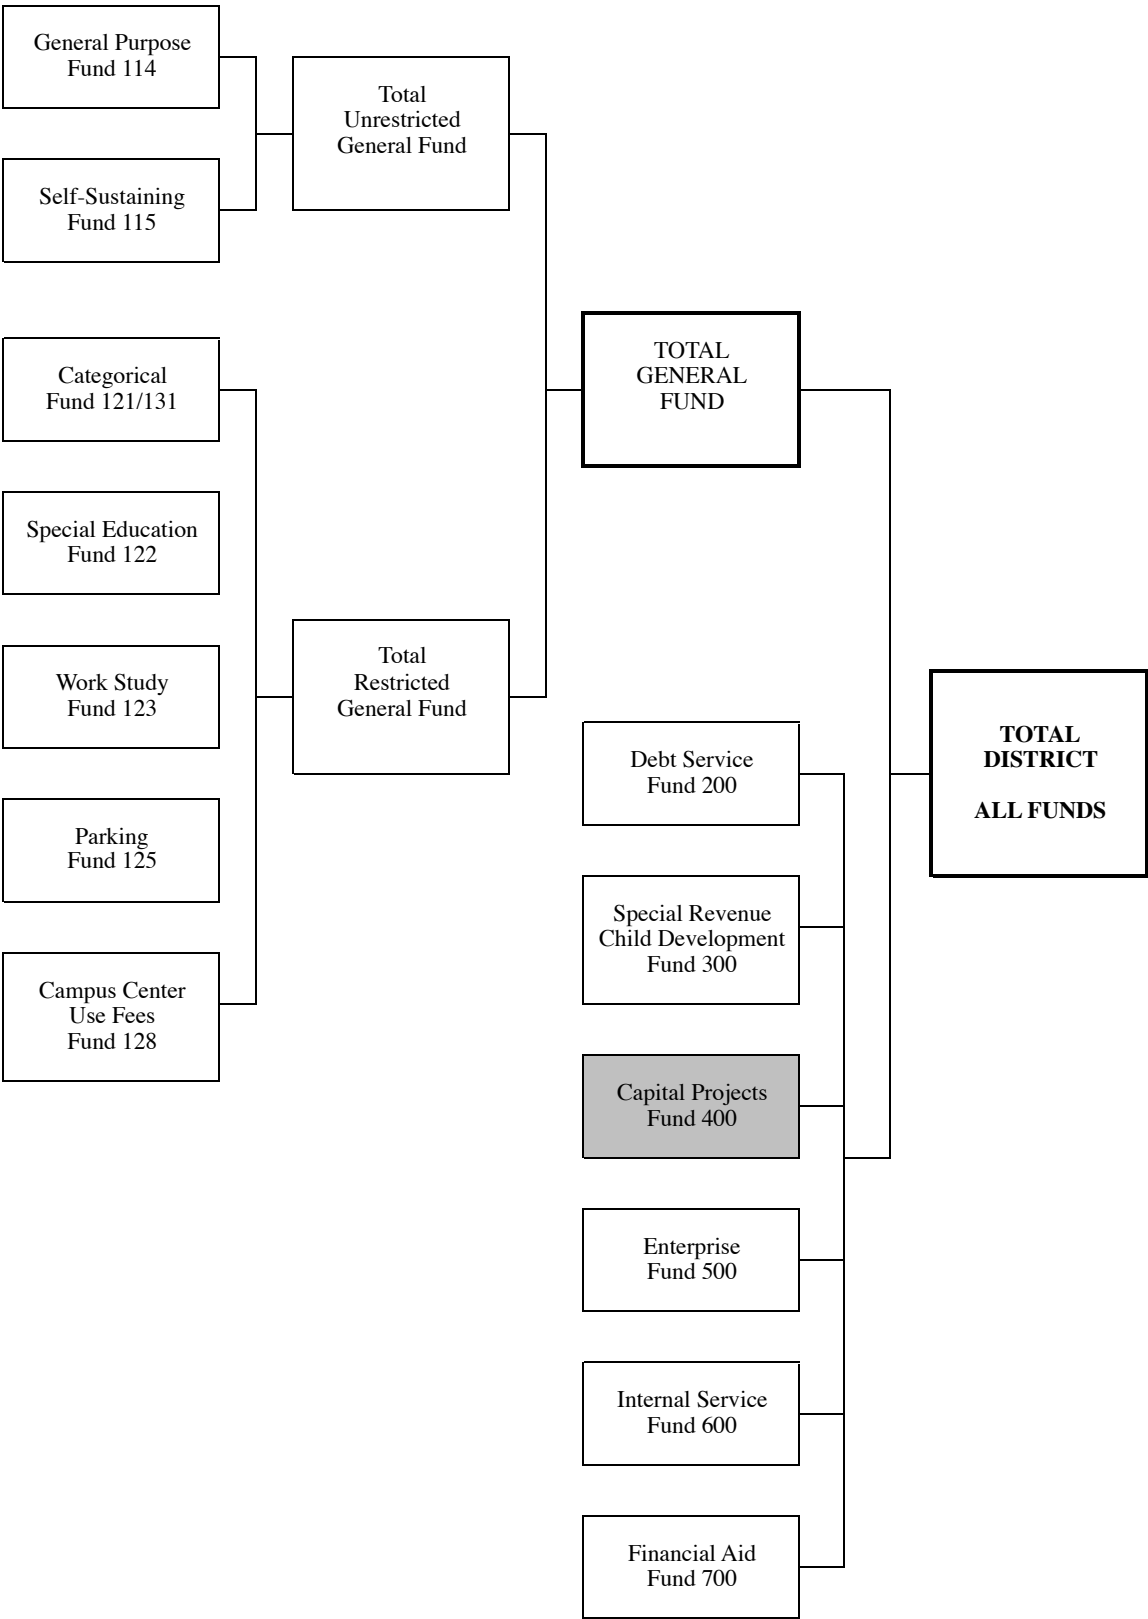 General Purpose
Fund 114
Self-Sustaining
Fund 115
Categorical
Fund 121/131
Special Education
Fund 122
Work Study
Fund 123
Parking
Fund 125
Campus Center
Use Fees
Fund 128
Total
Unrestricted
General Fund
Total
Restricted
General Fund
TOTAL
GENERAL
FUND
Debt Service
Fund 200
Special Revenue
Child Development
Fund 300
Capital Projects
Fund 400
Enterprise
Fund 500
Internal Service
Fund 600
Financial Aid
Fund 700
TOTAL
DISTRICT
ALL FUNDS